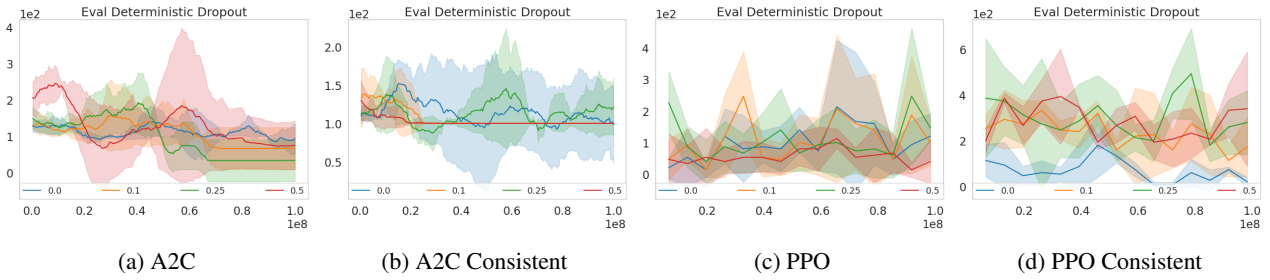 Eval Deterministic Dropout
1e2
4
3
2
1
0
0.0 0.1 0.25 0.5
0.0 0.2 0.4 0.6 0.8 1.0
1e8
(a) A2C
Eval Deterministic Dropout
1e2
2.0
1.5
1.0
0.5
0.0 0.1 0.25 0.5
0.0 0.2 0.4 0.6 0.8 1.0
1e8
(b) A2C Consistent
Eval Deterministic Dropout
1e2
4
3
2
1
0
0.0 0.1 0.25 0.5
0.2 0.4 0.6 0.8 1.0
1e8
(c) PPO
Eval Deterministic Dropout
1e2
6
4
2
0
0.0 0.1 0.25 0.5
0.2 0.4 0.6 0.8 1.0
1e8
(d) PPO Consistent